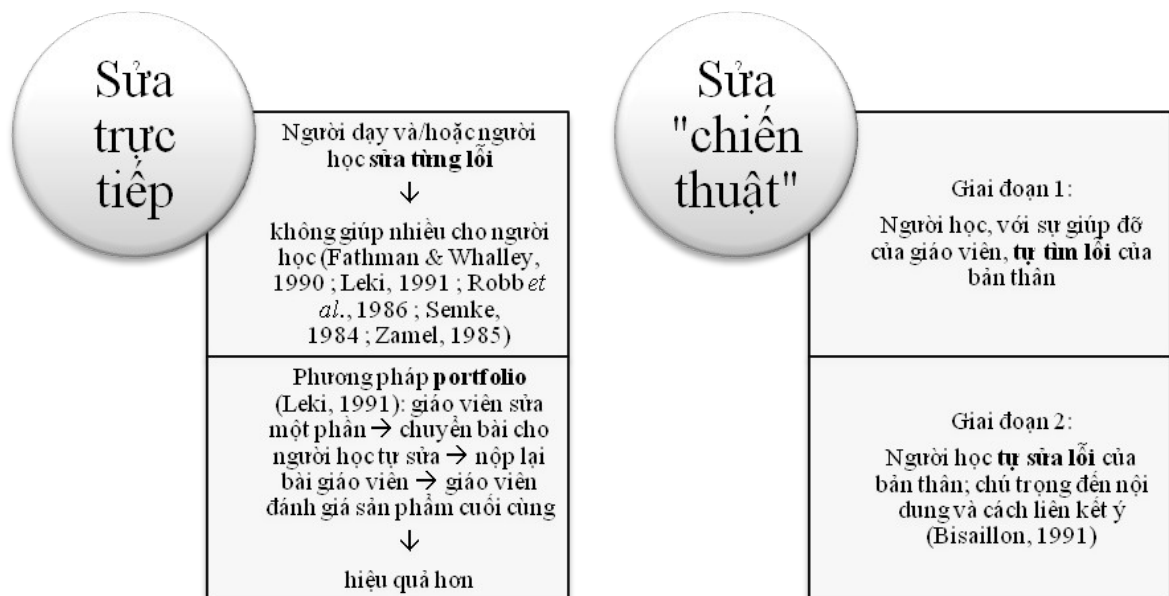 Sửa
trực
tiếp
Người dạy và/hoặc người
học sửa từng lỗi
↓
không giúp nhiều cho người
học (Fathman & Whalley,
1990 ; Leki, 1991 ; Robb et
al., 1986 ; Semke,
1984 ; Zamel, 1985)
Phương pháp portfolio
(Leki, 1991): giáo viên sửa
một phần → chuyển bài cho
người học tự sửa → nộp lại
bài giáo viên → giáo viên
đánh giá sản phẩm cuối cùng
↓
hiệu quả hơn
Sửa
"chiến
thuật"
Giai đoạn 1:
Người học, với sự giúp đỡ
của giáo viên, tự tìm lỗi của
bản thân
Giai đoạn 2:
Người học tự sửa lỗi của
bản thân; chú trọng đến nội
dung và cách liên kết ý
(Bisaillon, 1991)